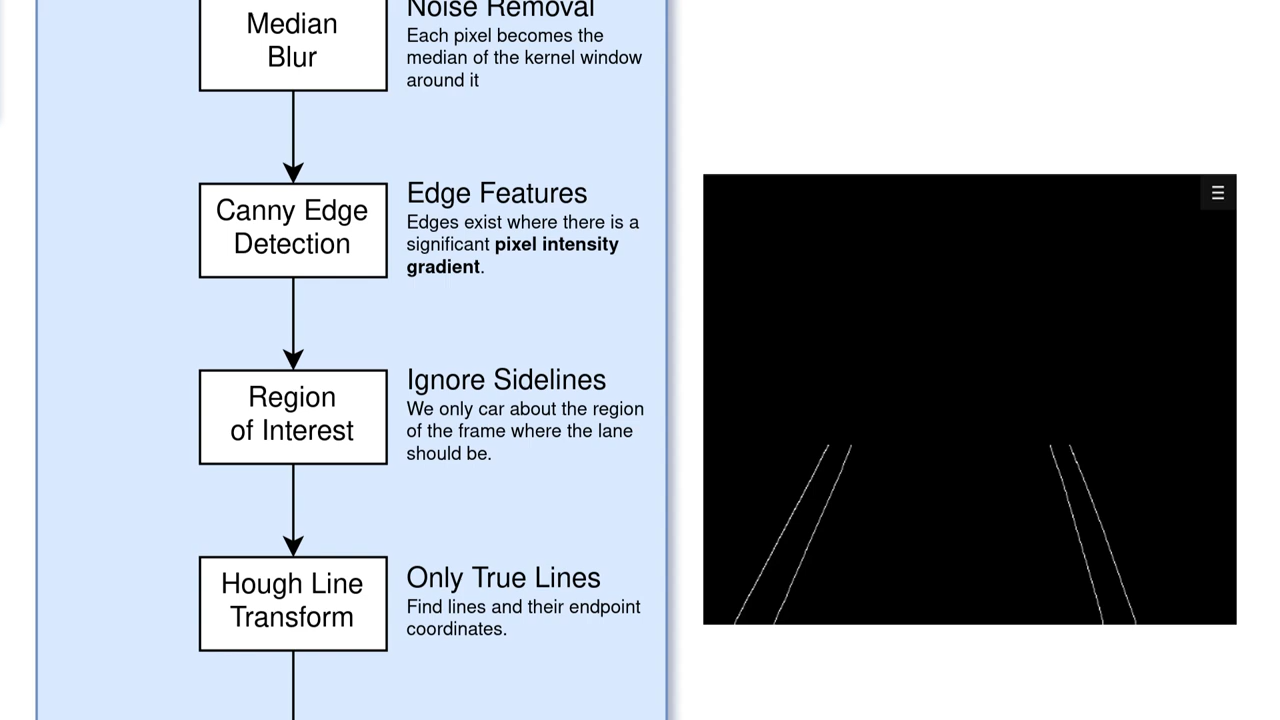 Median
Blur
Noise Removal
Each pixel becomes the
median of the kernel window
around it
Canny Edge
Detection
Edge Features
Edges exist where there is a
significant pixel intensity
gradient.
Region
of Interest
Ignore Sidelines
We only car about the region
of the frame where the lane
should be.
Hough Line
Transform
Only True Lines
Find lines and their endpoint
coordinates.